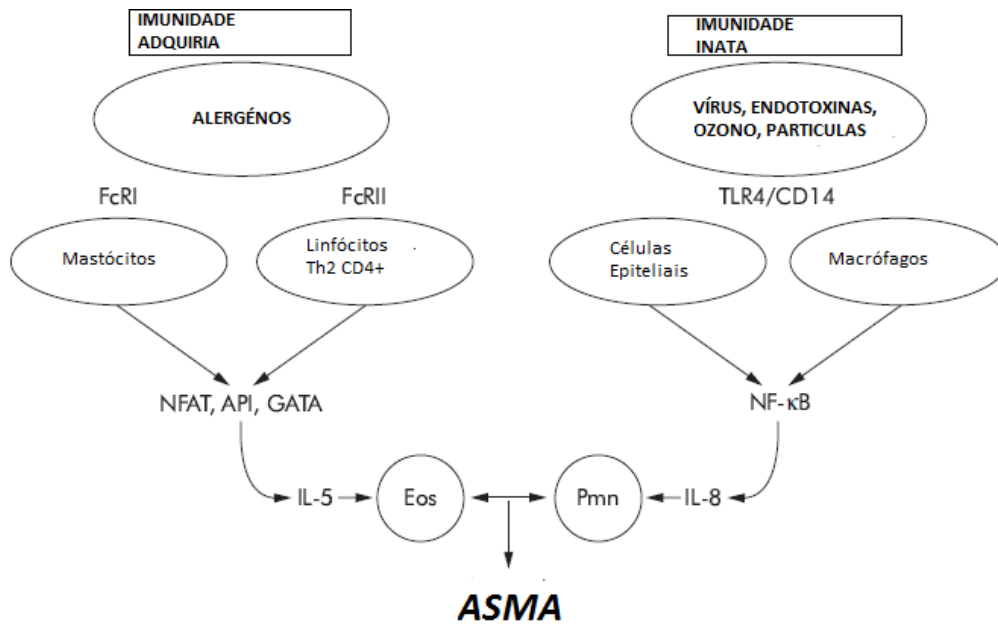 IMUNIDADE
ADQUIRIA
IMUNIDADE
INATA
ALERGÉNOS
VÍRUS, ENDOTOXINAS,
OZONO, PARTICULAS
FcRI
FcRII
TLR4/CD14
Mastócitos
Linfócitos
Th2 CD4+
Células
Epiteliais
Macrófagos
NFAT, API, GATA
NF-κB
IL-5
Eos
Pmn
IL-8
ASMA